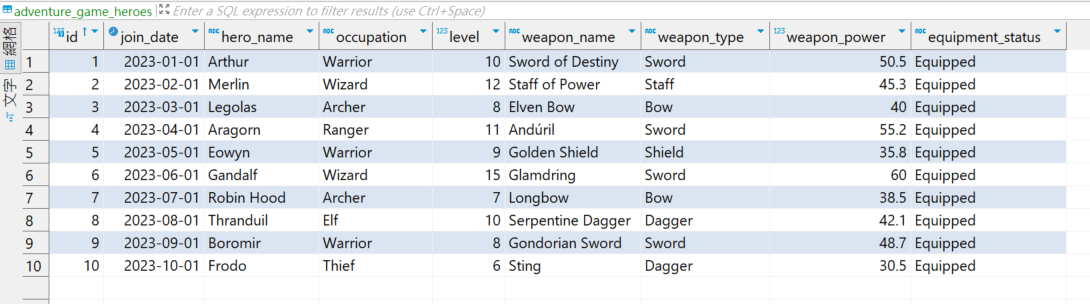 adventure_game_heroes Enter a SQL expression to filter results (use Ctrl+Space)
網格
文字
123 id join_date ABC hero_name ABC occupation 123 level ABC weapon_name ABC weapon_type 123 weapon_power ABC equipment_status
1 1 2023-01-01 Arthur Warrior 10 Sword of Destiny Sword 50.5 Equipped
2 2 2023-02-01 Merlin Wizard 12 Staff of Power Staff 45.3 Equipped
3 3 2023-03-01 Legolas Archer 8 Elven Bow Bow 40 Equipped
4 4 2023-04-01 Aragorn Ranger 11 Andúril Sword 55.2 Equipped
5 5 2023-05-01 Eowyn Warrior 9 Golden Shield Shield 35.8 Equipped
6 6 2023-06-01 Gandalf Wizard 15 Glamdring Sword 60 Equipped
7 7 2023-07-01 Robin Hood Archer 7 Longbow Bow 38.5 Equipped
8 8 2023-08-01 Thranduil Elf 10 Serpentine Dagger Dagger 42.1 Equipped
9 9 2023-09-01 Boromir Warrior 8 Gondorian Sword Sword 48.7 Equipped
10 10 2023-10-01 Frodo Thief 6 Sting Dagger 30.5 Equipped